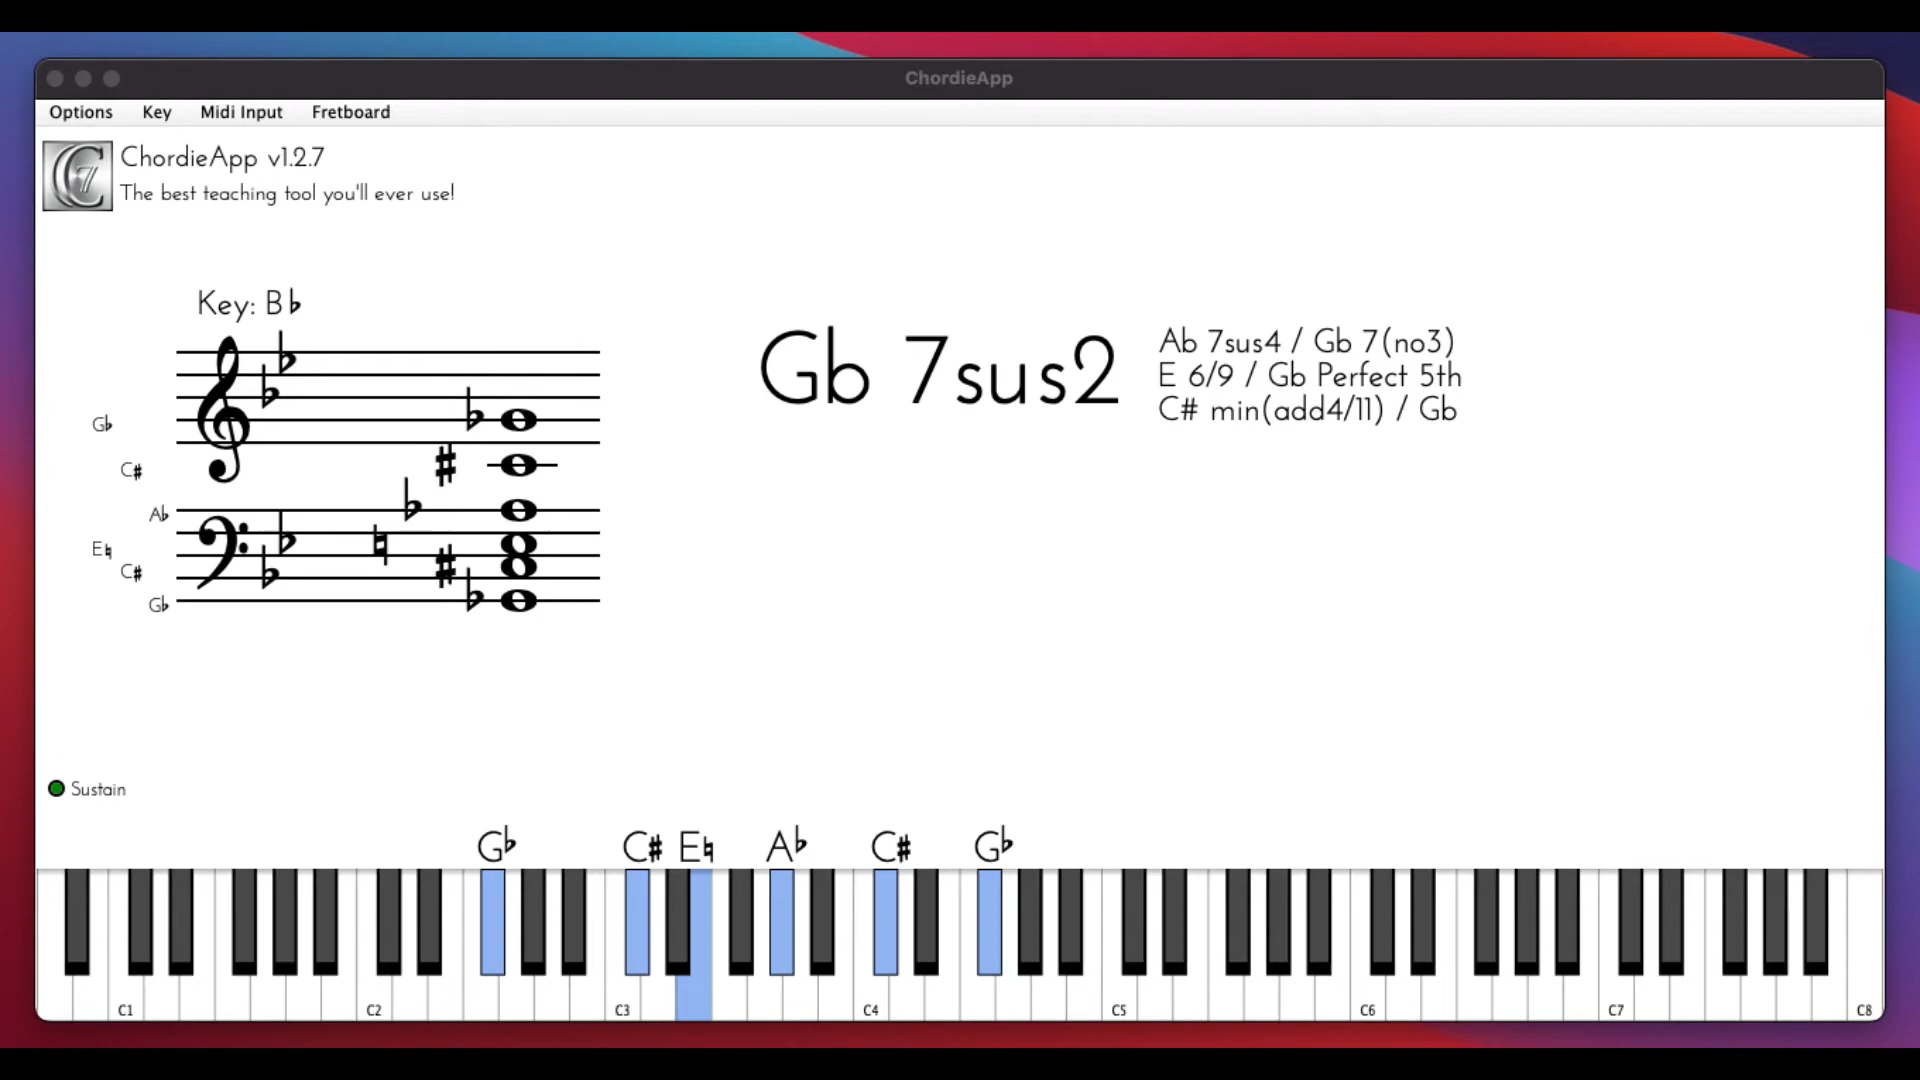 ChordieApp
Options Key Midi Input Fretboard
ChordieApp v1.2.7
The best teaching tool you'll ever use!
Key: B♭
Gb 7sus2
Ab 7sus4 / Gb 7(no3)
E 6/9 / Gb Perfect 5th
C# min(add4/11) / Gb
G♭
C♯
A♭
E♮
C♯
G♭
Sustain
G♭ C♯ E♮ A♭ C♯ G♭
C1 C2 C3 C4 C5 C6 C7 C8